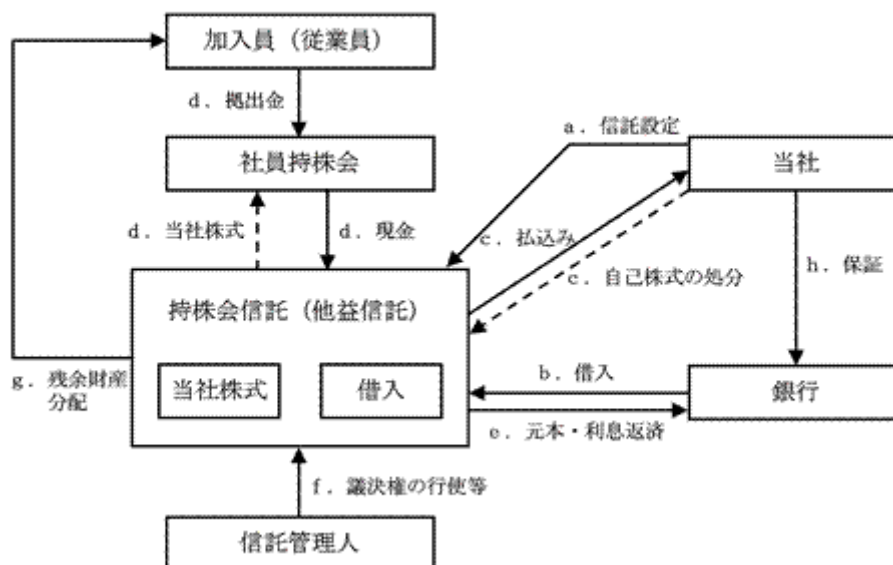 加入員（従業員）
d．拠出金
a．信託設定
社員持株会
当社
d．当社株式
d．現金
c．払込み
c．自己株式の処分
h．保証
持株会信託（他益信託）
当社株式
借入
g．残余財産
分配
b．借入
銀行
e．元本・利息返済
f．議決権の行使等
信託管理人